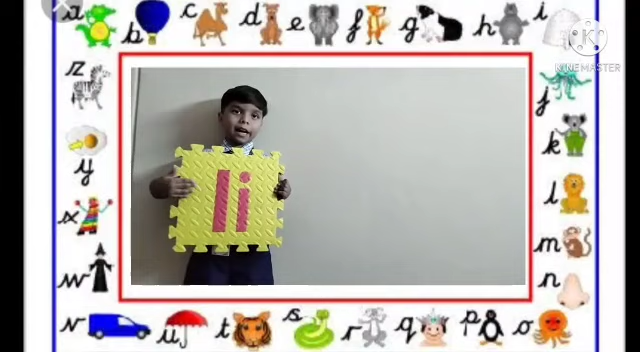 a b c d e f g h i
KINEMASTER
z j
y k
Ii
x l
w m
n
v u t s r q p o